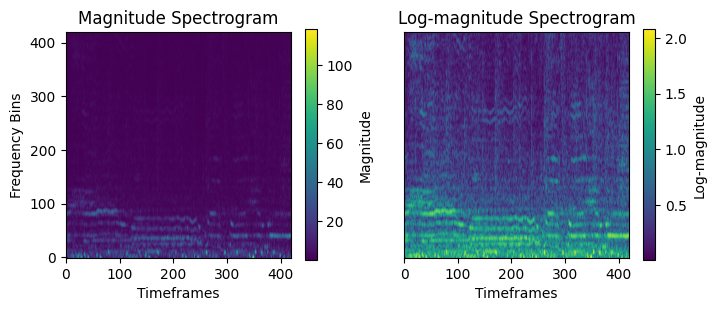 Magnitude Spectrogram
400
300
200
100
0
0 100 200 300 400
Frequency Bins
Timeframes
100
80
60
40
20
Magnitude
Log-magnitude Spectrogram
0 100 200 300 400
Timeframes
2.0
1.5
1.0
0.5
Log-magnitude